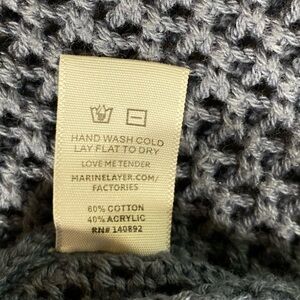 HAND WASH COLD
LAY FLAT TO DRY
LOVE ME TENDER
MARINELAYER.COM/
FACTORIES
60% COTTON
40% ACRYLIC
RN# 140892